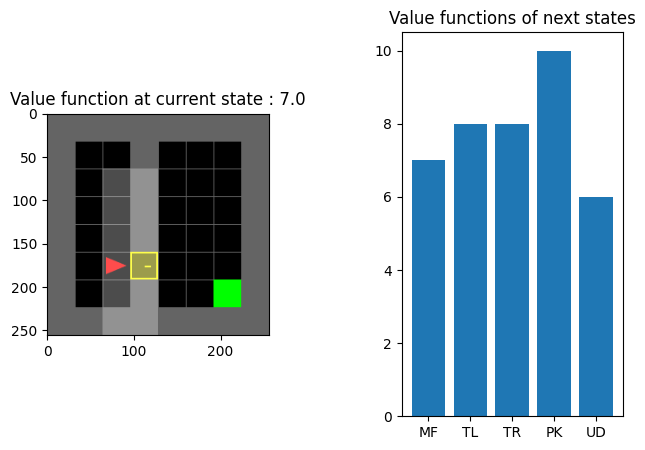 Value functions of next states
Value function at current state : 7.0
0
50
100
150
200
250
0
100
200
10
8
6
4
2
0
MF
TL
TR
PK
UD